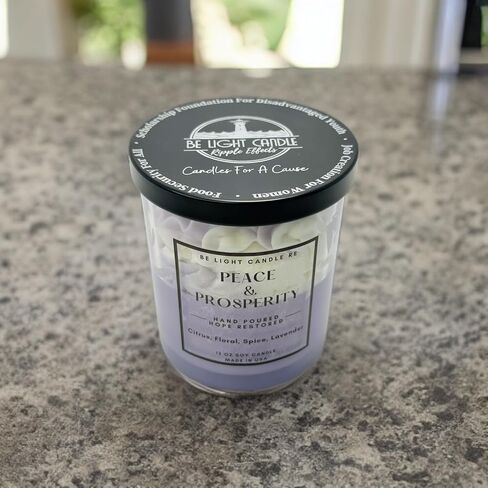 Scholarship Foundation For Disadvantaged Youth
• Job Creation For Women •
Food Security For All •
BE LIGHT CANDLE
Ripple Effects
Candles For A Cause
BE LIGHT CANDLE RE
PEACE
&
PROSPERITY
HAND POURED
HOPE RESTORED
Citrus, Floral, Spice, Lavender
12 OZ SOY CANDLE
MADE IN USA